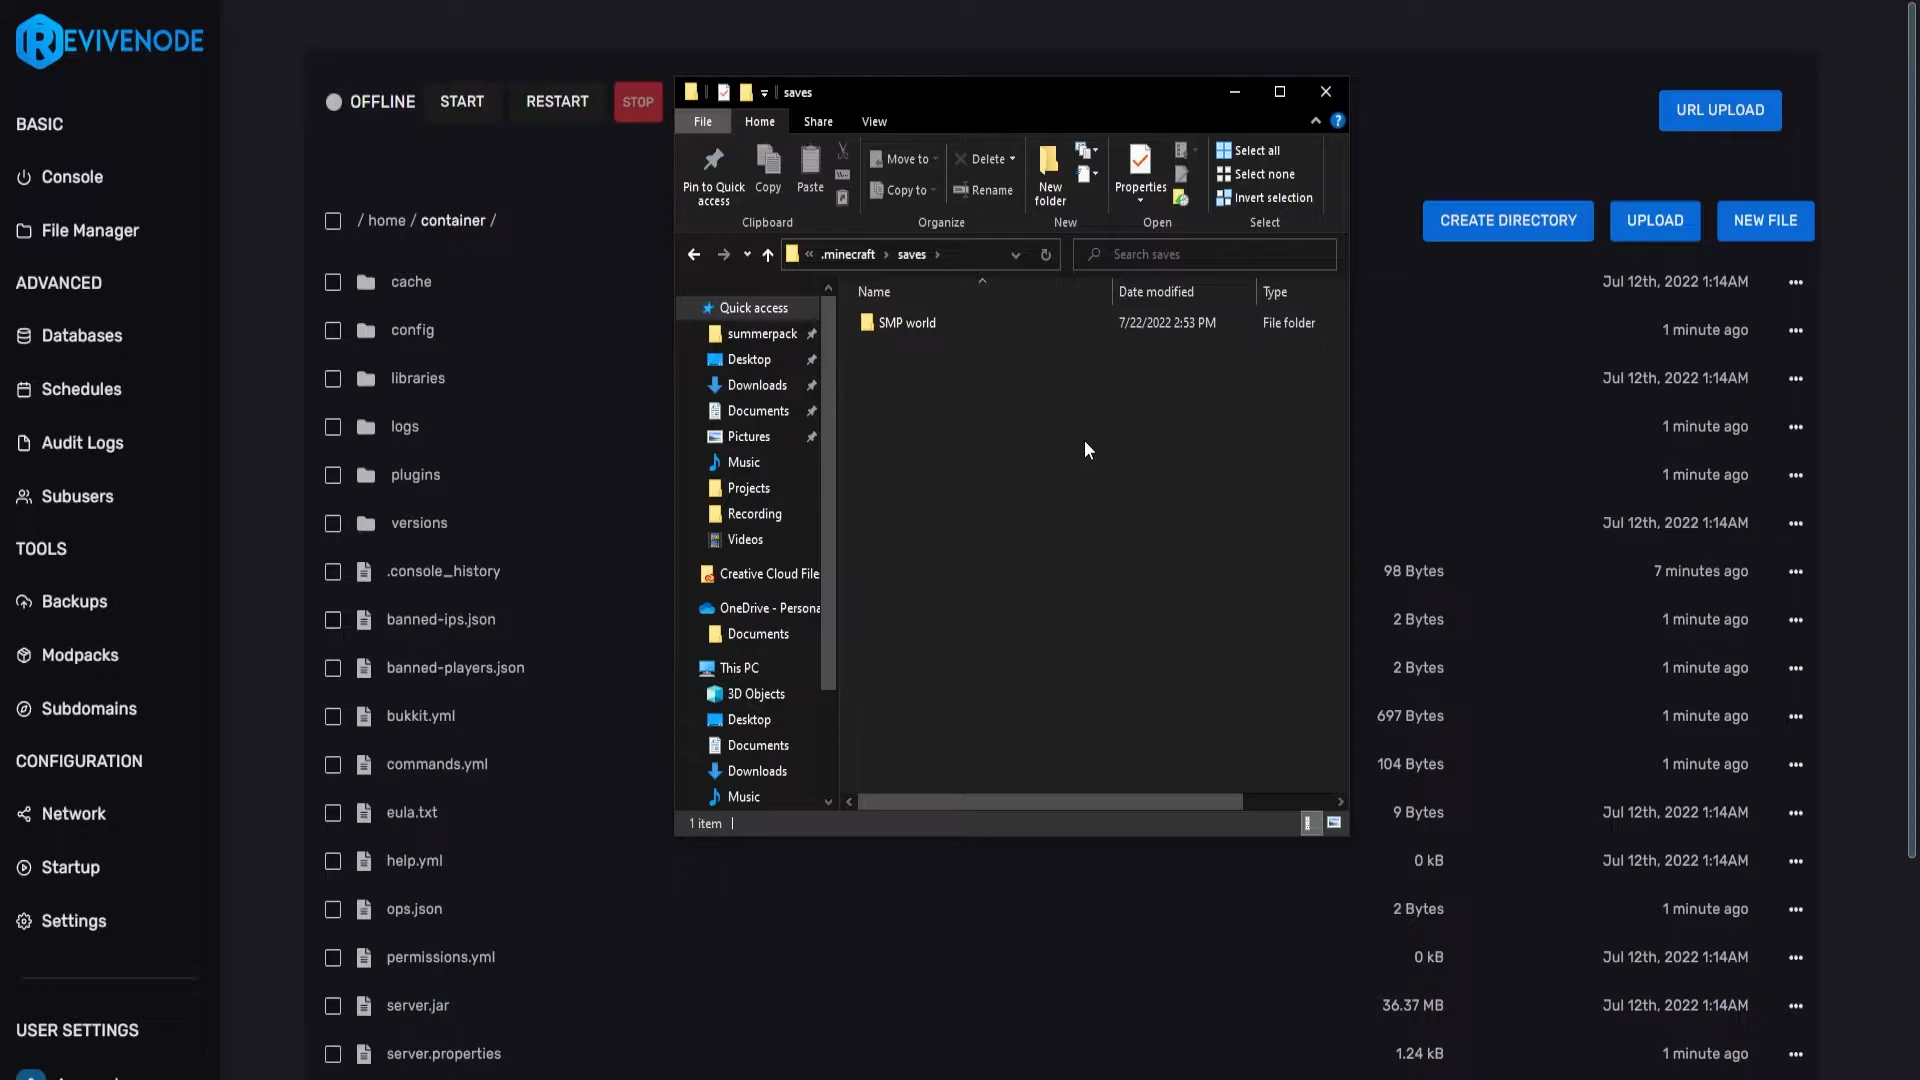 REVIVENODE
BASIC
Console
File Manager
ADVANCED
Databases
Schedules
Audit Logs
Subusers
TOOLS
Backups
Modpacks
Subdomains
CONFIGURATION
Network
Startup
Settings
USER SETTINGS
OFFLINE START RESTART STOP
URL UPLOAD
/ home / container /
CREATE DIRECTORY UPLOAD NEW FILE
cache Jul 12th, 2022 1:14AM
config 1 minute ago
libraries Jul 12th, 2022 1:14AM
logs 1 minute ago
plugins 1 minute ago
versions Jul 12th, 2022 1:14AM
.console_history 98 Bytes 7 minutes ago
banned-ips.json 2 Bytes 1 minute ago
banned-players.json 2 Bytes 1 minute ago
bukkit.yml 697 Bytes 1 minute ago
commands.yml 104 Bytes 1 minute ago
eula.txt 9 Bytes Jul 12th, 2022 1:14AM
help.yml 0 kB Jul 12th, 2022 1:14AM
ops.json 2 Bytes 1 minute ago
permissions.yml 0 kB Jul 12th, 2022 1:14AM
server.jar 36.37 MB Jul 12th, 2022 1:14AM
server.properties 1.24 kB 1 minute ago
saves
File Home Share View
Pin to Quick access
Copy
Paste
Clipboard
Move to
Copy to
Delete
Rename
Organize
New folder
New
Properties
Open
Select all
Select none
Invert selection
Select
« .minecraft › saves ›
Search saves
Name Date modified Type
SMP world 7/22/2022 2:53 PM File folder
Quick access
summerpack
Desktop
Downloads
Documents
Pictures
Music
Projects
Recording
Videos
Creative Cloud File
OneDrive - Persona
Documents
This PC
3D Objects
Desktop
Documents
Downloads
Music
1 item